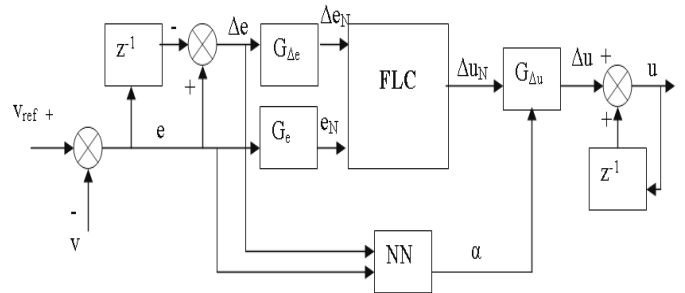 - Δe Δe_N
z⁻¹ G_Δe FLC Δu_N G_Δu Δu + u
+
v_ref + e G_e e_N +
z⁻¹
- NN α
v